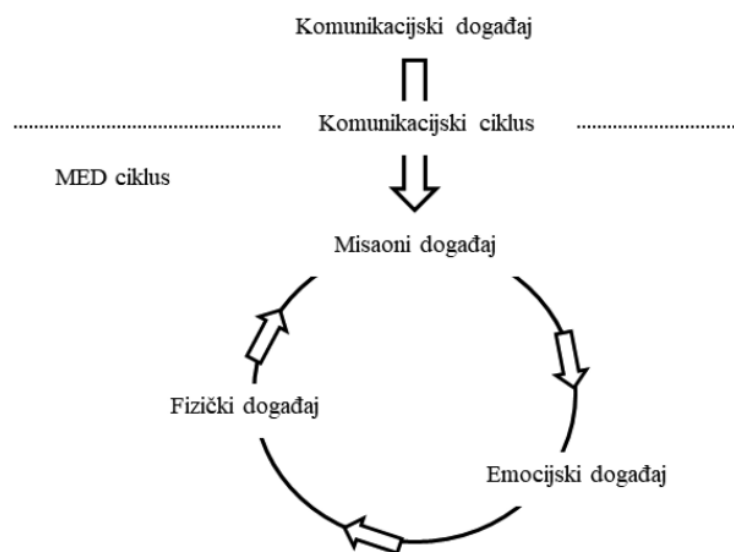 Komunikacijski događaj
Komunikacijski ciklus
MED ciklus
Misaoni događaj
Fizički događaj
Emocijski događaj